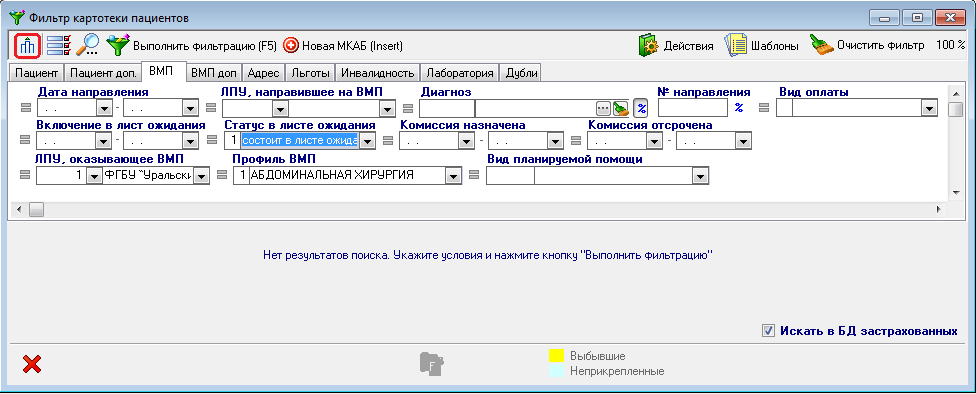 Фильтр картотеки пациентов
Выполнить фильтрацию (F5) Новая МКАБ (Insert) Действия Шаблоны Очистить фильтр 100 %
Пациент Пациент доп. ВМП ВМП доп Адрес Льготы Инвалидность Лаборатория Дубли
Дата направления ЛПУ, направившее на ВМП Диагноз № направления Вид оплаты
= . . - . . = = % = % =
Включение в лист ожидания Статус в листе ожидания Комиссия назначена Комиссия отсрочена
= . . - . . = 1 состоит в листе ожида = . . - . . = . . - . .
ЛПУ, оказывающее ВМП Профиль ВМП Вид планируемой помощи
= 1 ФГБУ "Уральски = 1 АБДОМИНАЛЬНАЯ ХИРУРГИЯ =
Нет результатов поиска. Укажите условия и нажмите кнопку "Выполнить фильтрацию"
Искать в БД застрахованных
F
Выбывшие
Неприкрепленные